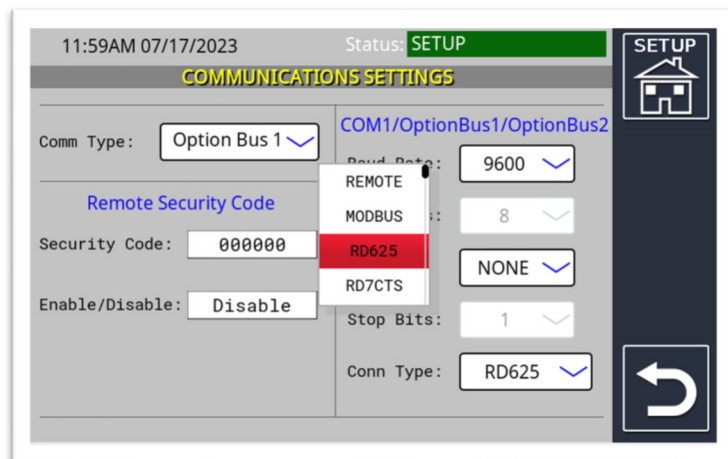 11:59AM 07/17/2023
Status: SETUP
SETUP
COMMUNICATIONS SETTINGS
Comm Type: Option Bus 1
Remote Security Code
Security Code: 000000
Enable/Disable: Disable
COM1/OptionBus1/OptionBus2
9600
REMOTE
MODBUS
8
RD625
NONE
RD7CTS
Stop Bits: 1
Conn Type: RD625